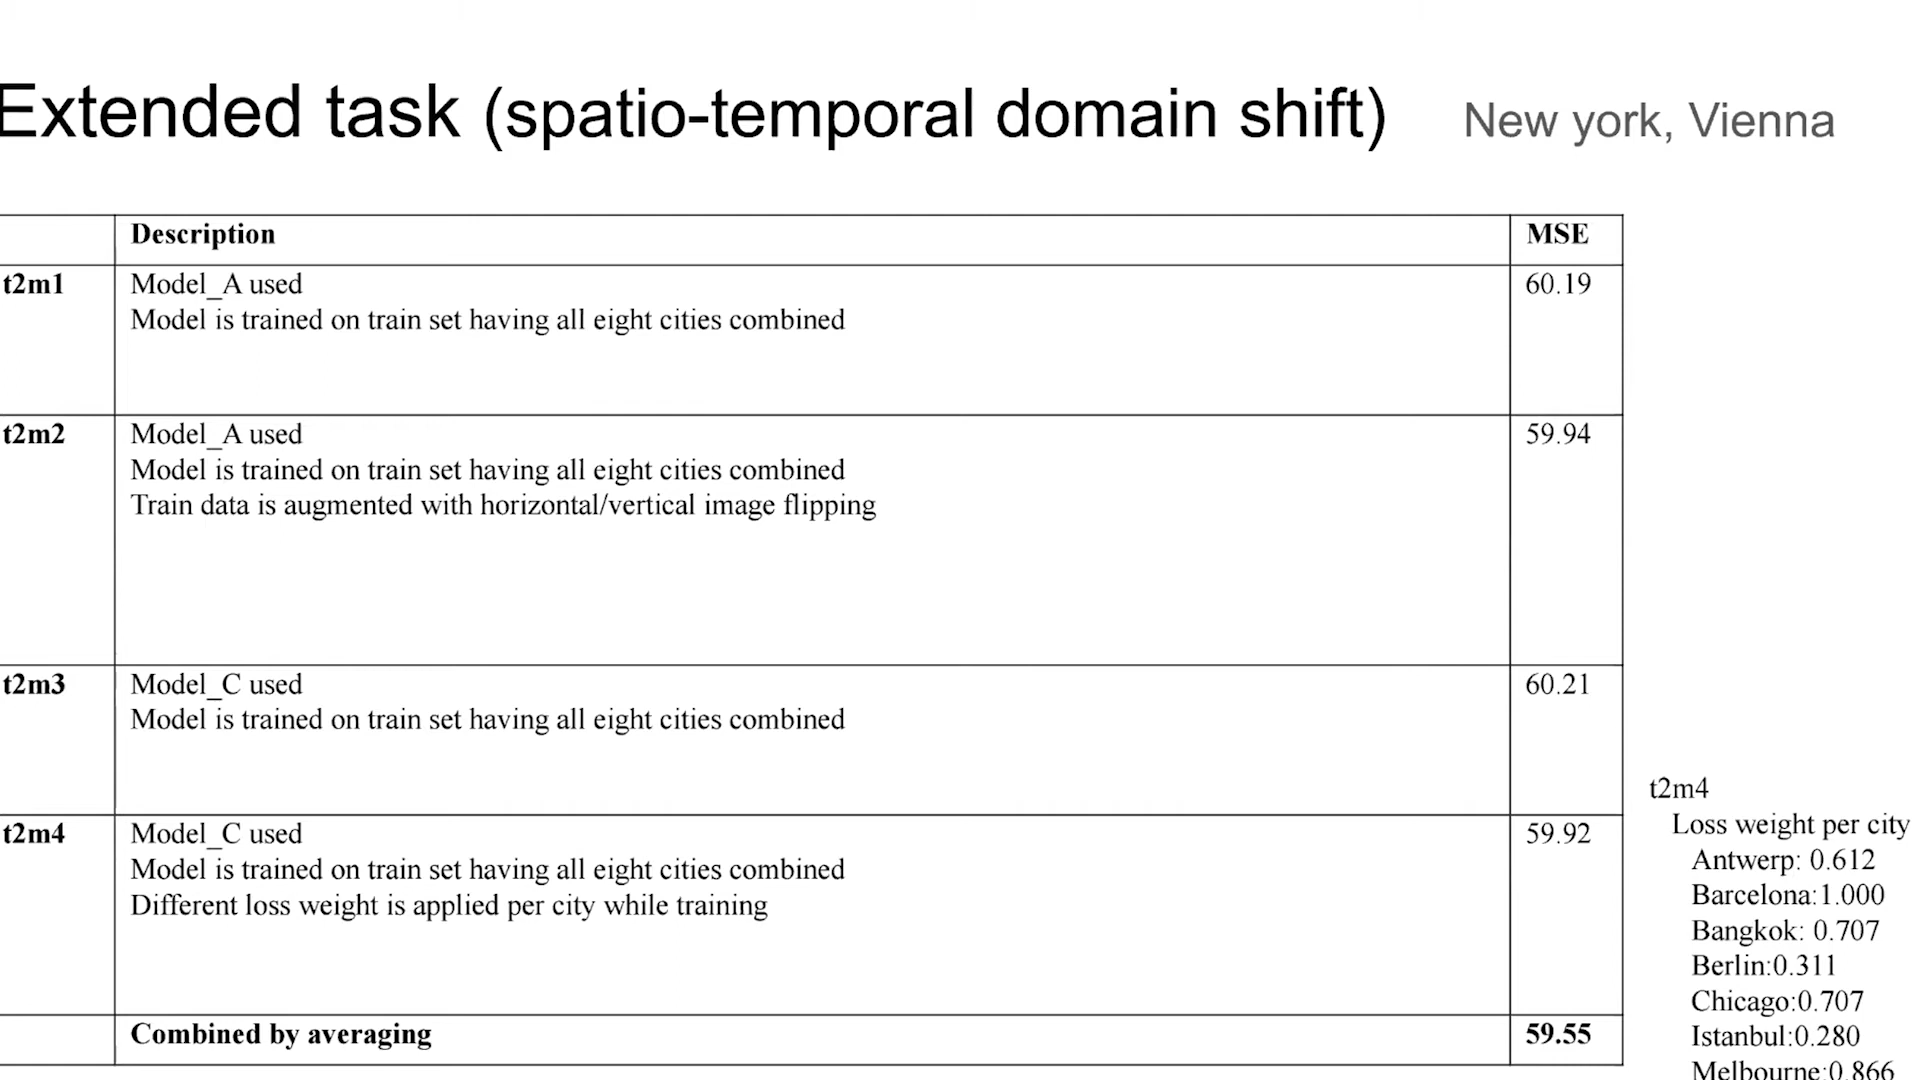 Extended task (spatio-temporal domain shift) New york, Vienna
Description MSE
t2m1 Model_A used 60.19
Model is trained on train set having all eight cities combined
t2m2 Model_A used 59.94
Model is trained on train set having all eight cities combined
Train data is augmented with horizontal/vertical image flipping
t2m3 Model_C used 60.21
Model is trained on train set having all eight cities combined
t2m4 Model_C used 59.92
Model is trained on train set having all eight cities combined
Different loss weight is applied per city while training
Combined by averaging 59.55
t2m4
Loss weight per city
Antwerp: 0.612
Barcelona:1.000
Bangkok: 0.707
Berlin:0.311
Chicago:0.707
Istanbul:0.280
Melbourne:0.866